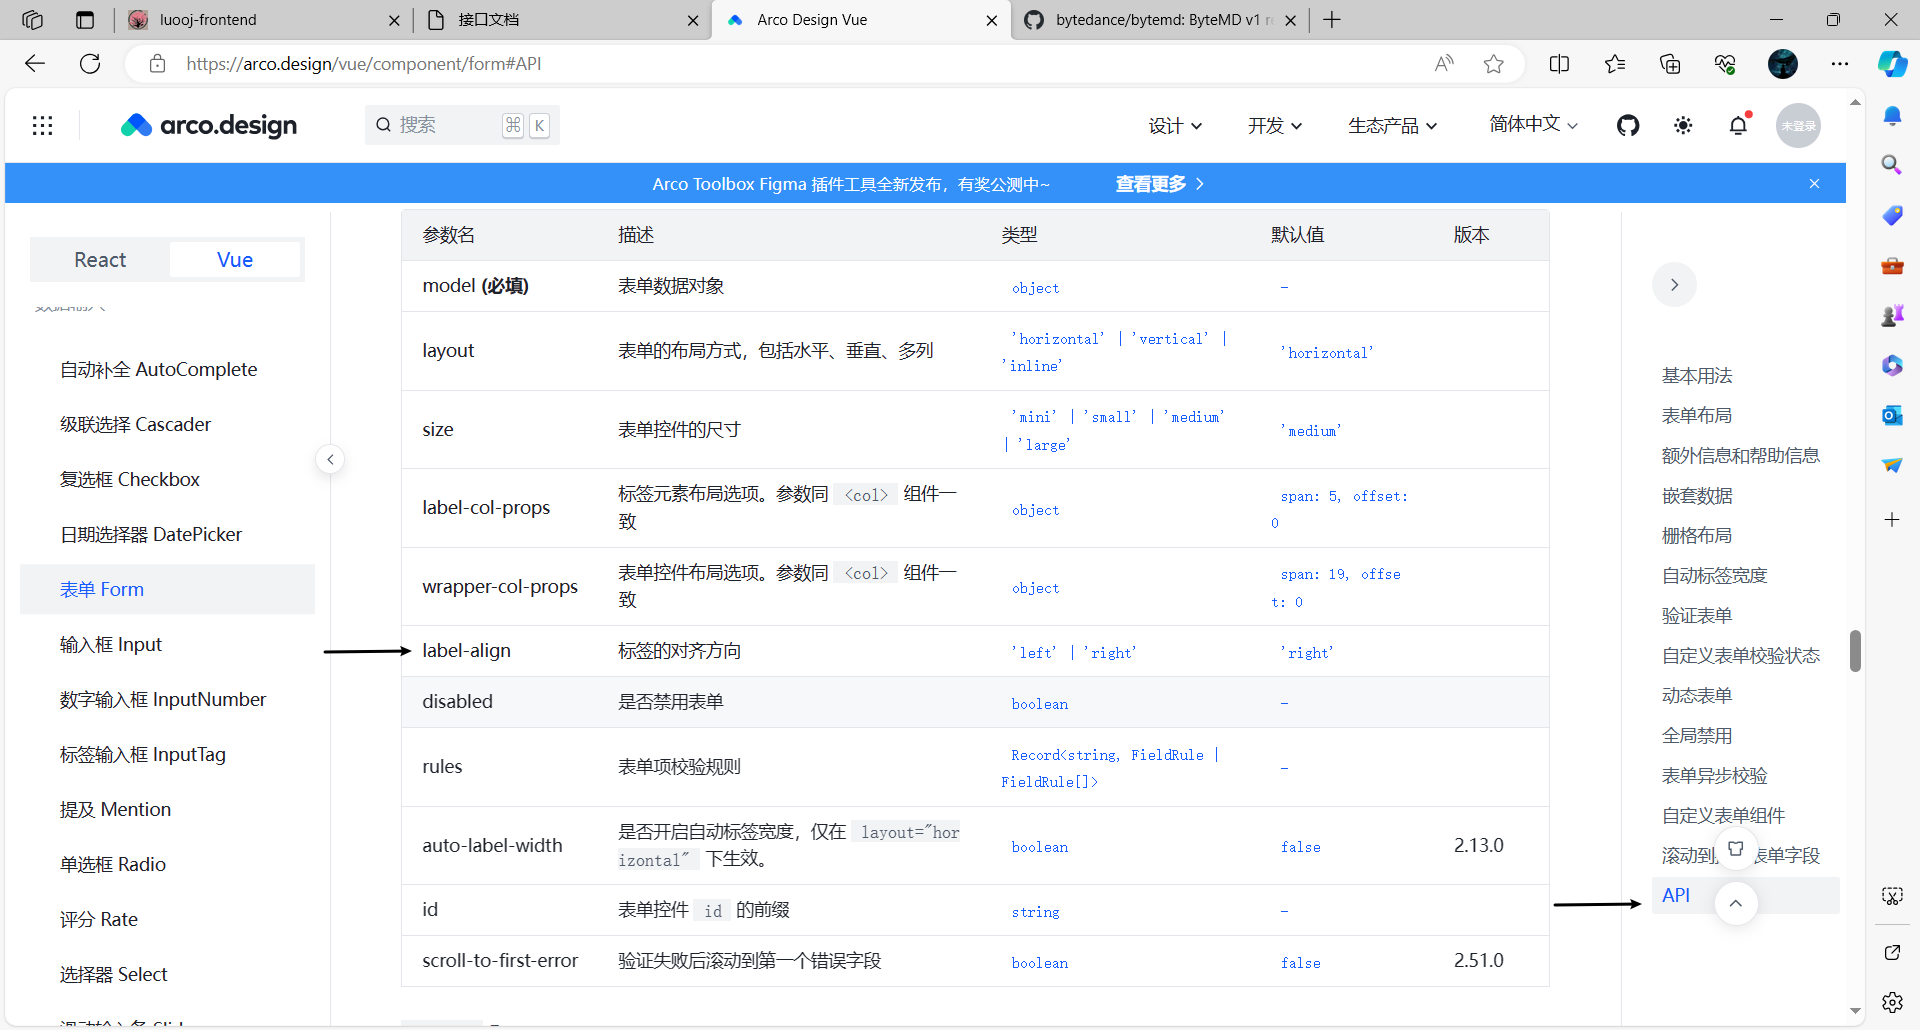 luooj-frontend
接口文档
Arco Design Vue
bytedance/bytemd: ByteMD v1 re
https://arco.design/vue/component/form#API
arco.design
搜索
⌘ K
设计
开发
生态产品
简体中文
未登录
Arco Toolbox Figma 插件工具全新发布，有奖公测中~
查看更多
React
Vue
数据输入
自动补全 AutoComplete
级联选择 Cascader
复选框 Checkbox
日期选择器 DatePicker
表单 Form
输入框 Input
数字输入框 InputNumber
标签输入框 InputTag
提及 Mention
单选框 Radio
评分 Rate
选择器 Select
参数名 描述 类型 默认值 版本
model (必填) 表单数据对象 object -
layout 表单的布局方式，包括水平、垂直、多列 'horizontal' | 'vertical' | 'horizontal'
'inline'
size 表单控件的尺寸 'mini' | 'small' | 'medium' 'medium'
| 'large'
label-col-props 标签元素布局选项。参数同 <col> 组件一 object span: 5, offset:
致 0
wrapper-col-props 表单控件布局选项。参数同 <col> 组件一 object span: 19, offse
致 t: 0
label-align 标签的对齐方向 'left' | 'right' 'right'
disabled 是否禁用表单 boolean -
rules 表单项校验规则 Record<string, FieldRule | -
FieldRule[]>
auto-label-width 是否开启自动标签宽度，仅在 layout="hor boolean false 2.13.0
izontal" 下生效。
id 表单控件 id 的前缀 string -
scroll-to-first-error 验证失败后滚动到第一个错误字段 boolean false 2.51.0
基本用法
表单布局
额外信息和帮助信息
嵌套数据
栅格布局
自动标签宽度
验证表单
自定义表单校验状态
动态表单
全局禁用
表单异步校验
自定义表单组件
滚动到 表单字段
API